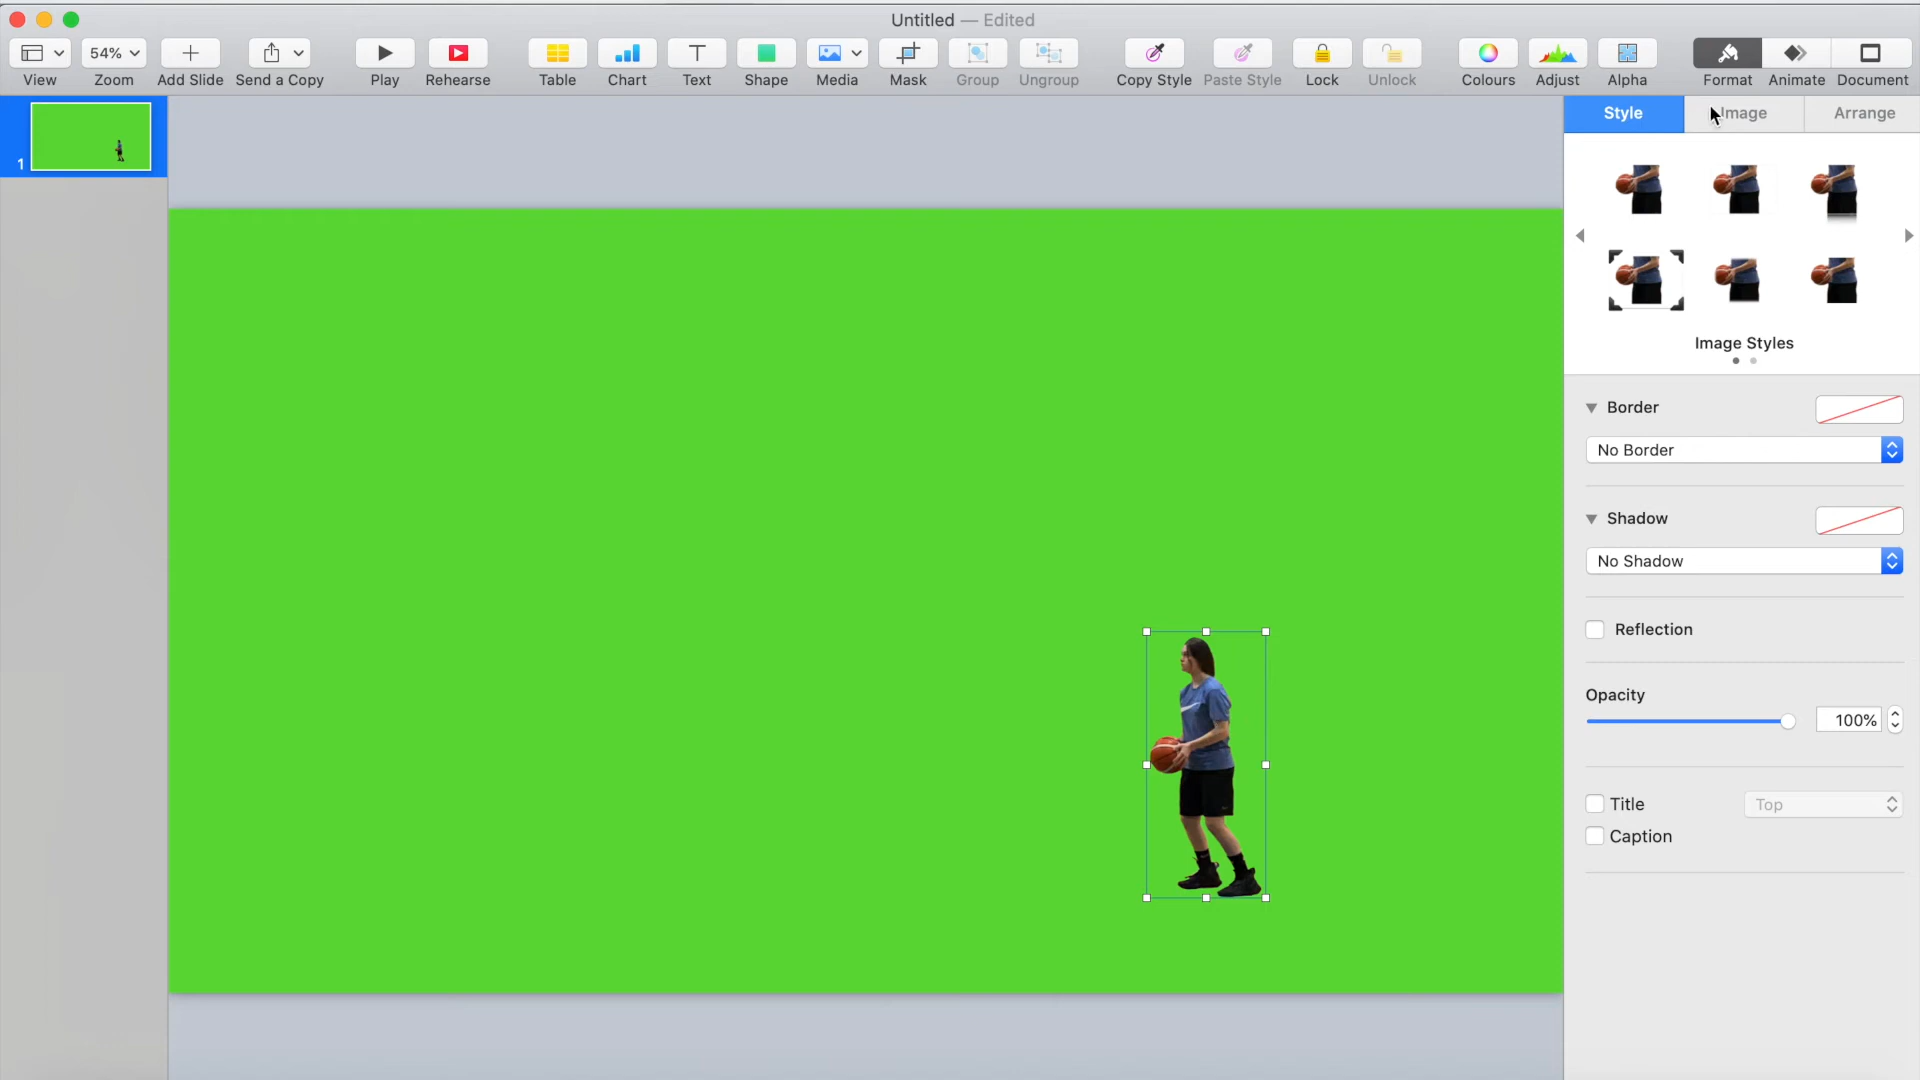 Untitled — Edited
54%
View
Zoom
Add Slide
Send a Copy
Play
Rehearse
Table
Chart
Text
Shape
Media
Mask
Group
Ungroup
Copy Style
Paste Style
Lock
Unlock
Colours
Adjust
Alpha
Format
Animate
Document
Style
Image
Arrange
1
Image Styles
Border
No Border
Shadow
No Shadow
Reflection
Opacity
100%
Title
Top
Caption